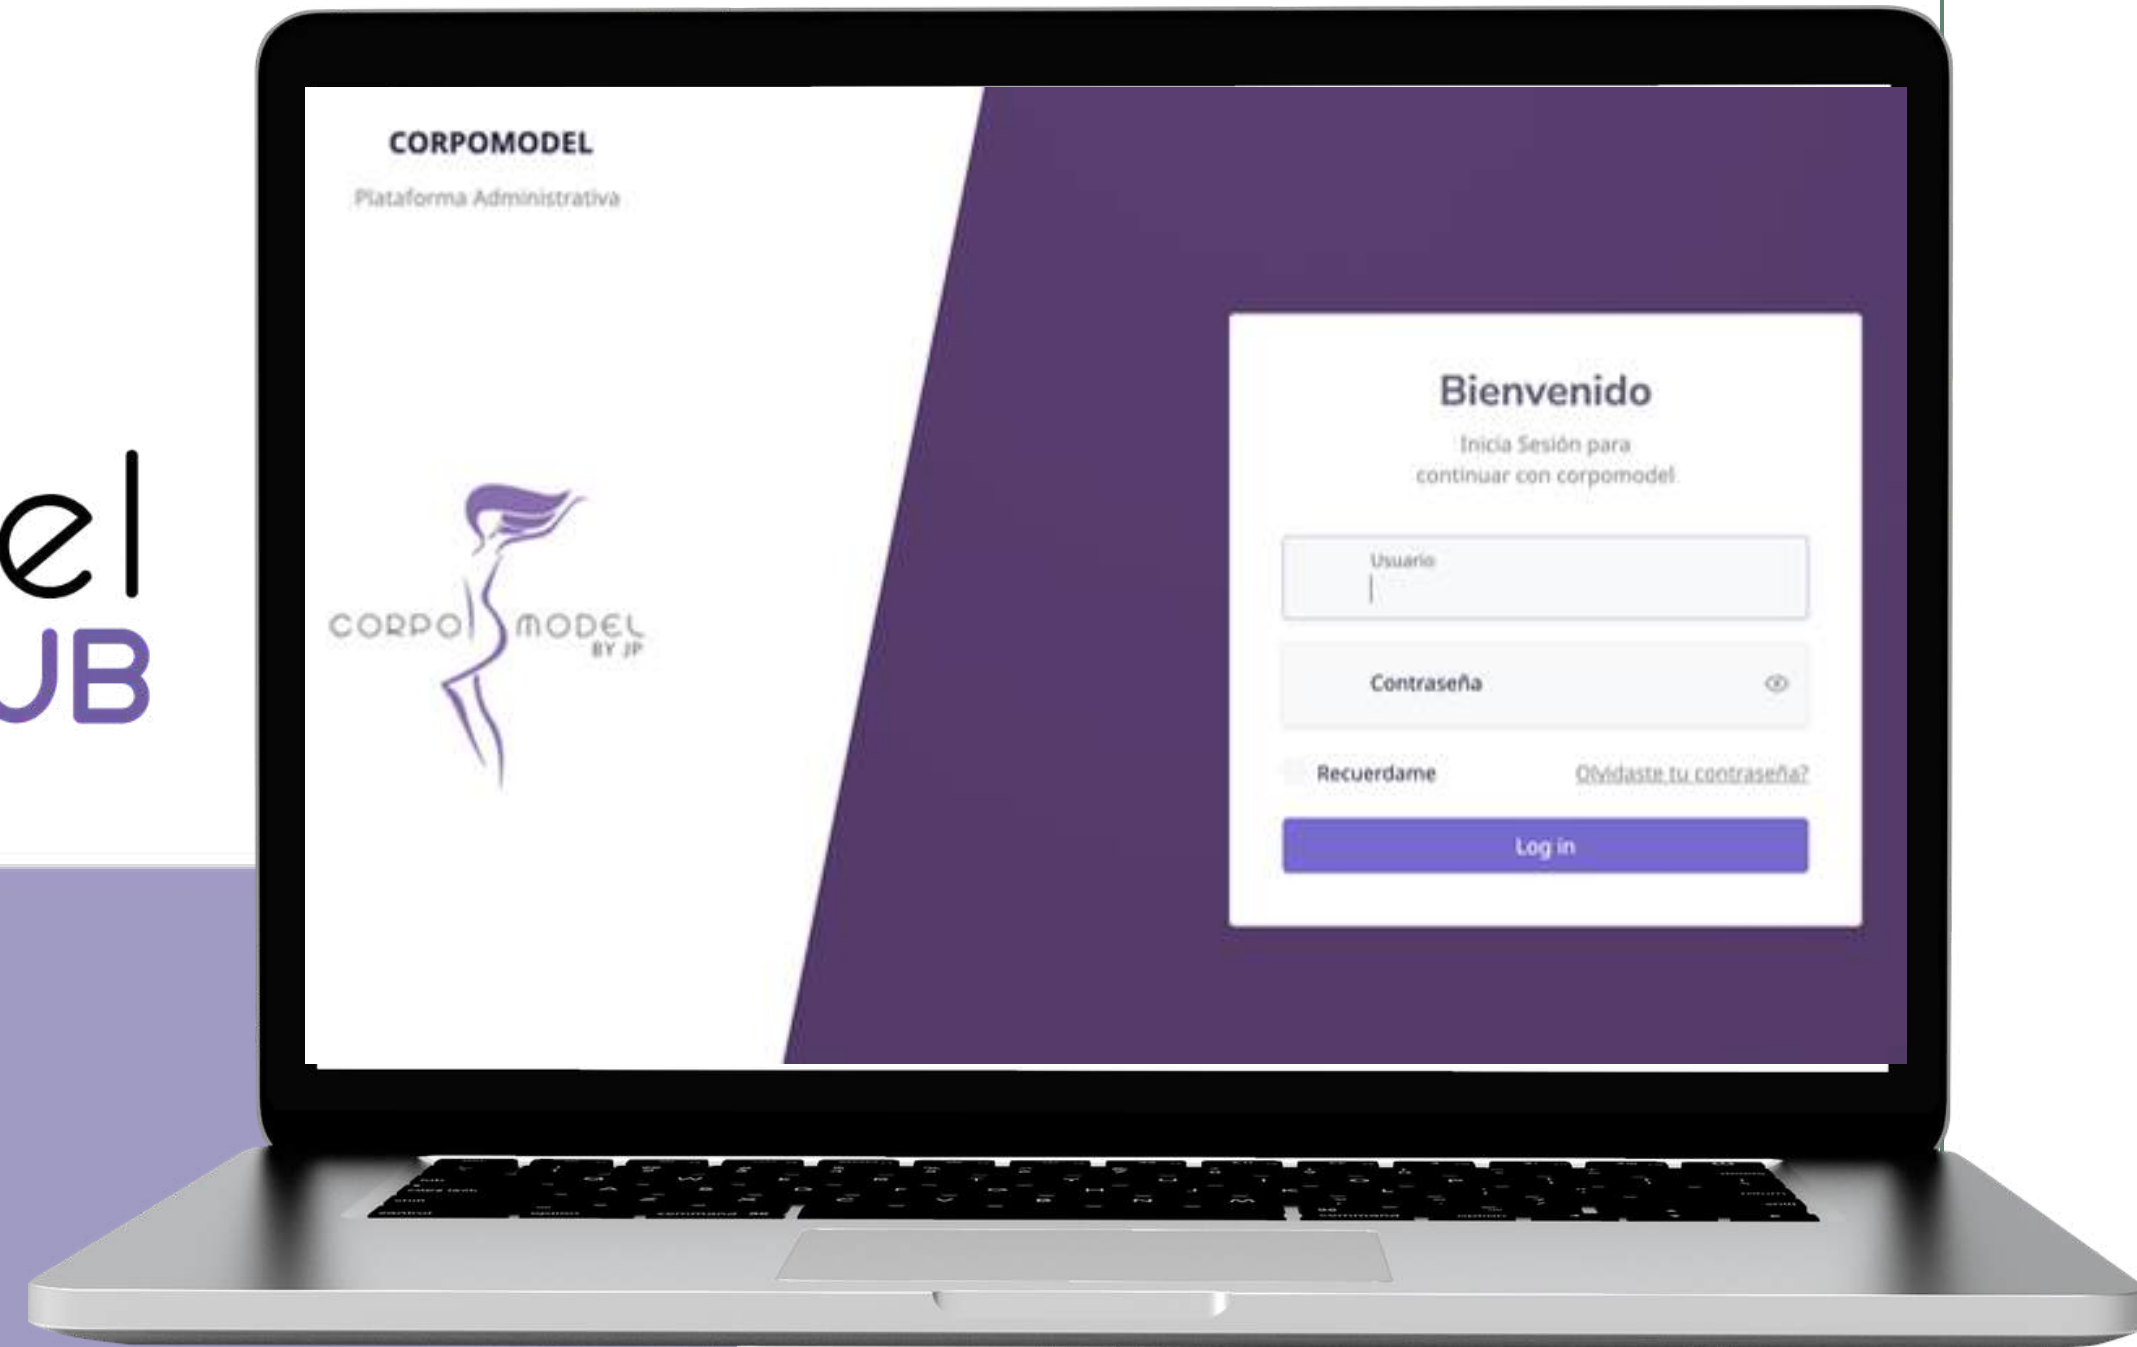 el
UB
CORPOMODEL
Plataforma Administrativa
CORPO MODEL
BY JP
Bienvenido
Inicia Sesión para
continuar con corpomodel
Usuario
Contraseña
Recuerdame
Olvidaste tu contraseña?
Log in